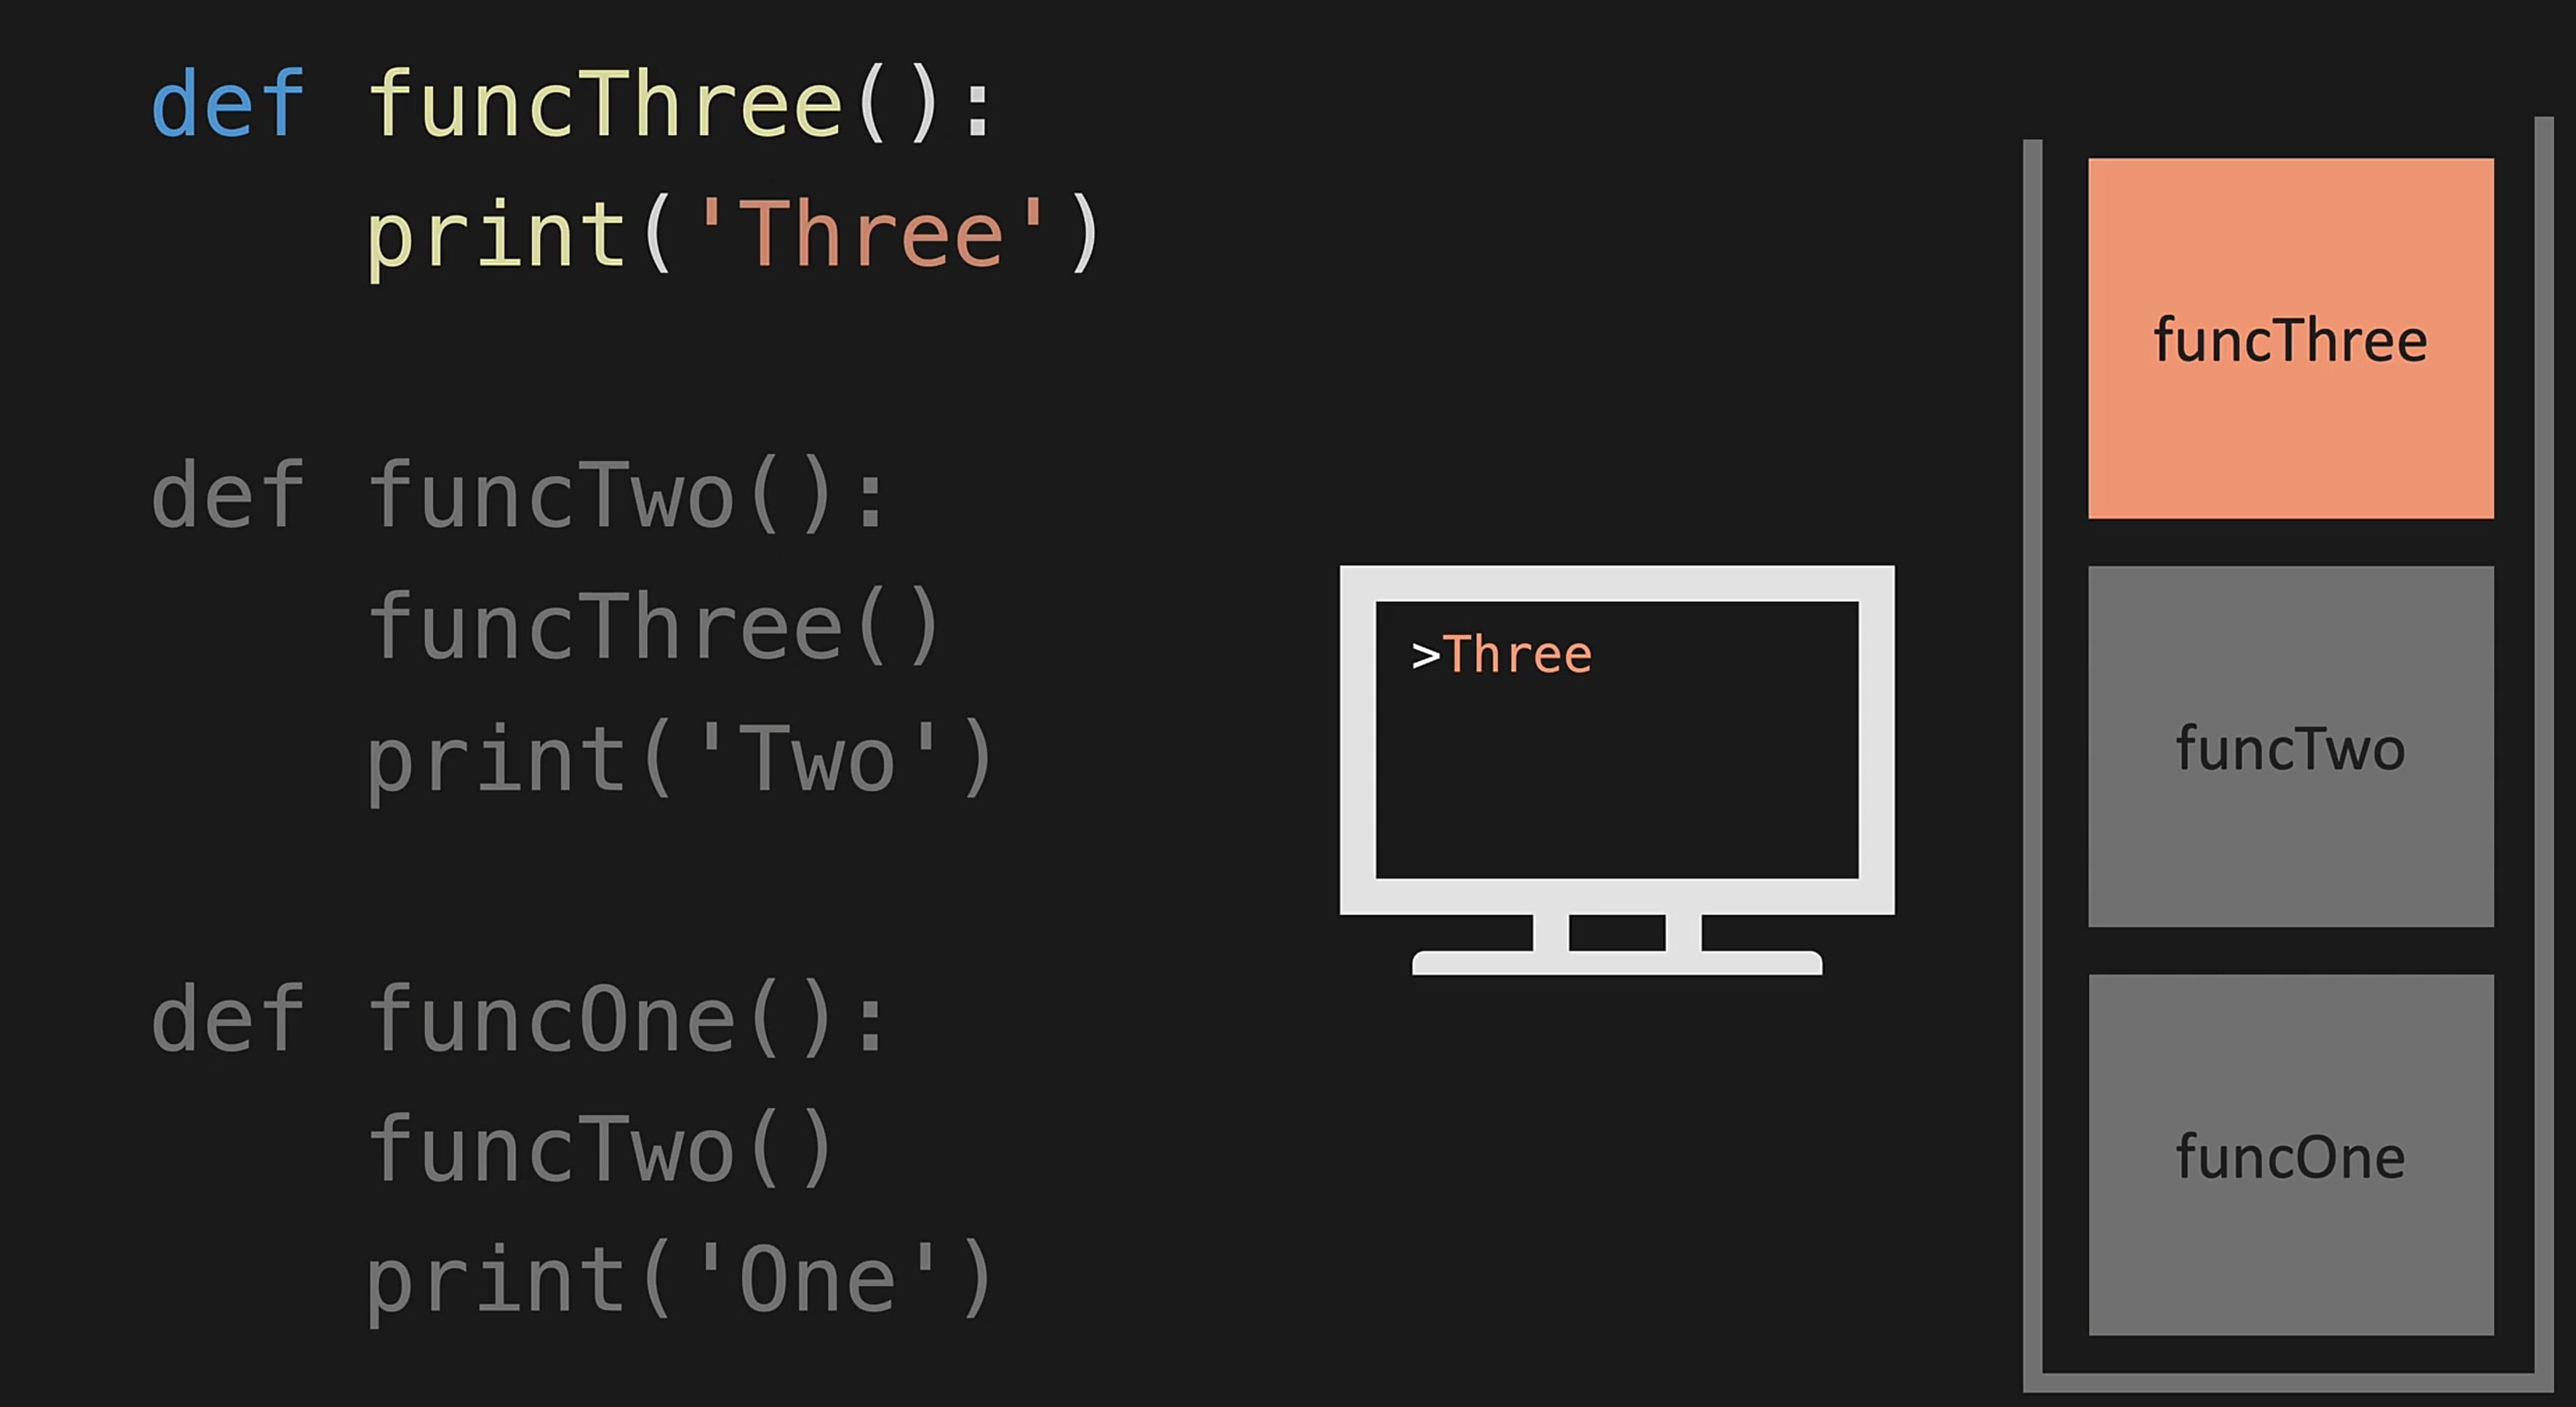 def funcThree():
    print('Three')
def funcTwo():
    funcThree()
    print('Two')
def funcOne():
    funcTwo()
    print('One')
>Three
funcThree
funcTwo
funcOne